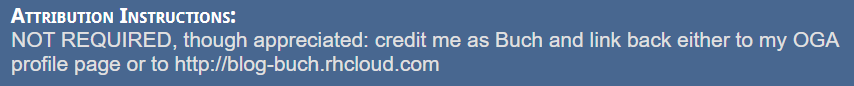 Attribution Instructions:
NOT REQUIRED, though appreciated: credit me as Buch and link back either to my OGA
profile page or to http://blog-buch.rhcloud.com